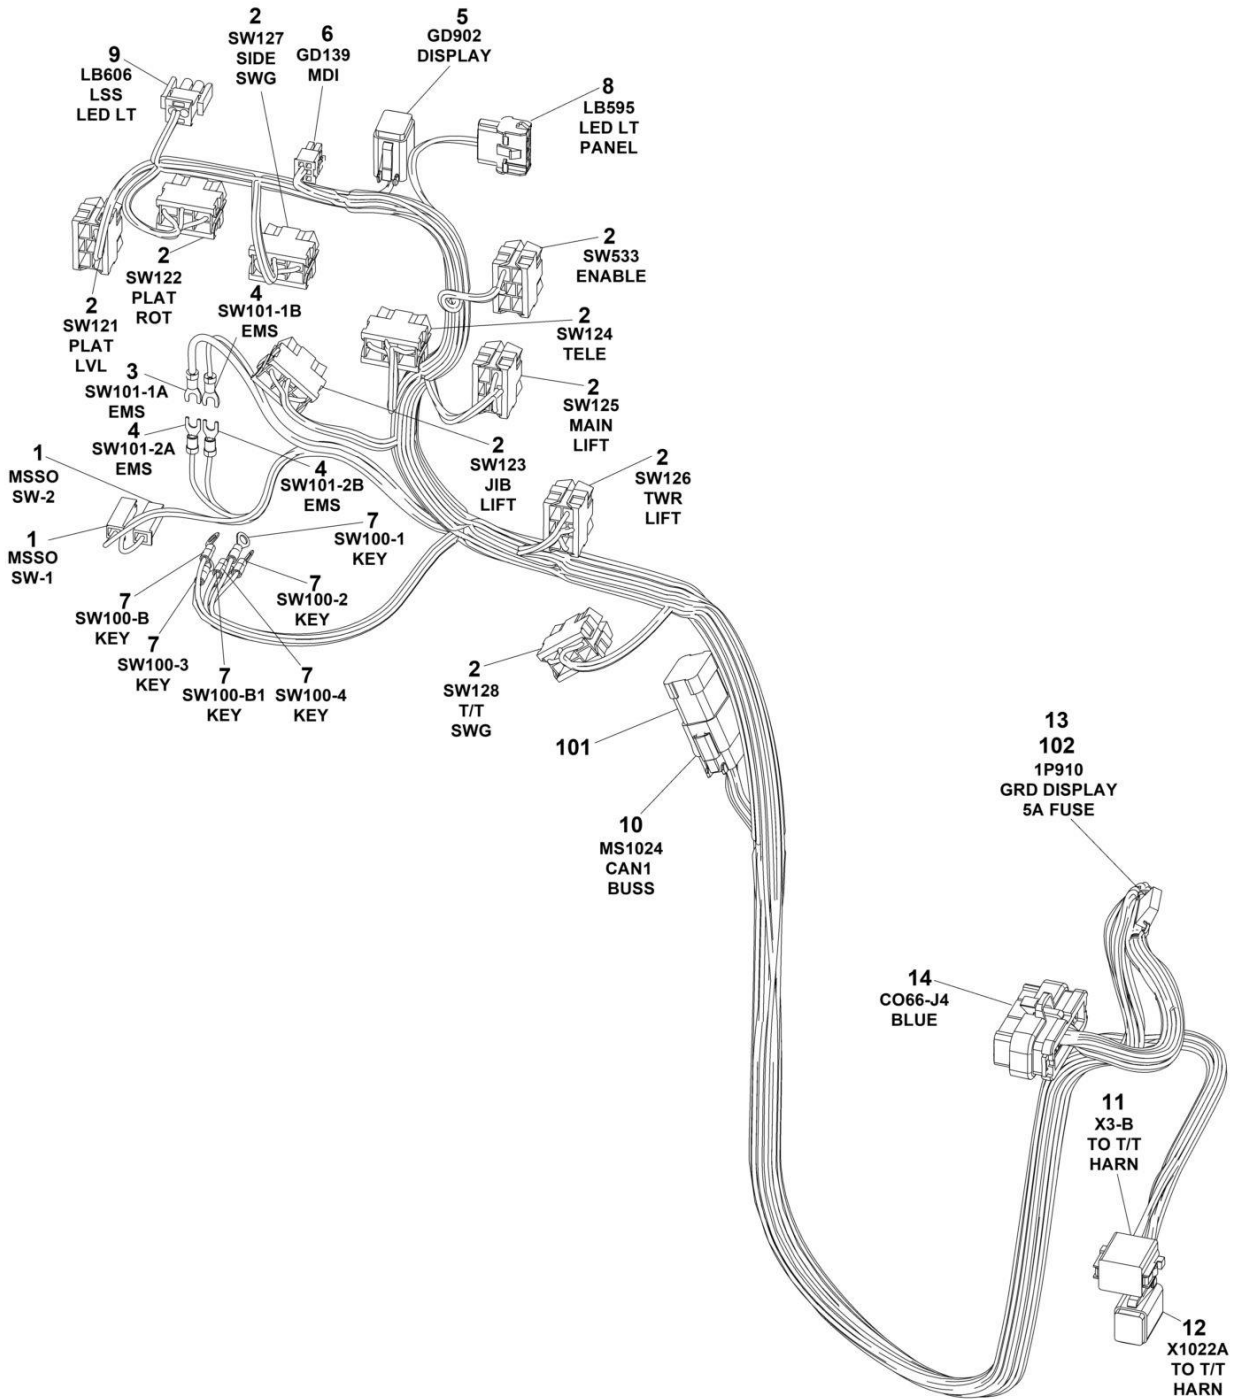 2
SW127
SIDE
SWG
6
GD139
MDI
5
GD902
DISPLAY
9
LB606
LSS
LED LT
8
LB595
LED LT
PANEL
2
SW533
ENABLE
2
SW122
PLAT
ROT
4
SW101-1B
EMS
2
SW121
PLAT
LVL
2
SW124
TELE
3
SW101-1A
EMS
2
SW125
MAIN
LIFT
4
SW101-2A
EMS
1
MSSO
SW-2
4
SW101-2B
EMS
2
SW123
JIB
LIFT
2
SW126
TWR
LIFT
1
MSSO
SW-1
7
SW100-1
KEY
7
SW100-2
KEY
7
SW100-B
KEY
7
SW100-3
KEY
7
SW100-B1
KEY
7
SW100-4
KEY
2
SW128
T/T
SWG
101
10
MS1024
CAN1
BUSS
13
102
1P910
GRD DISPLAY
5A FUSE
14
CO66-J4
BLUE
11
X3-B
TO T/T
HARN
12
X1022A
TO T/T
HARN